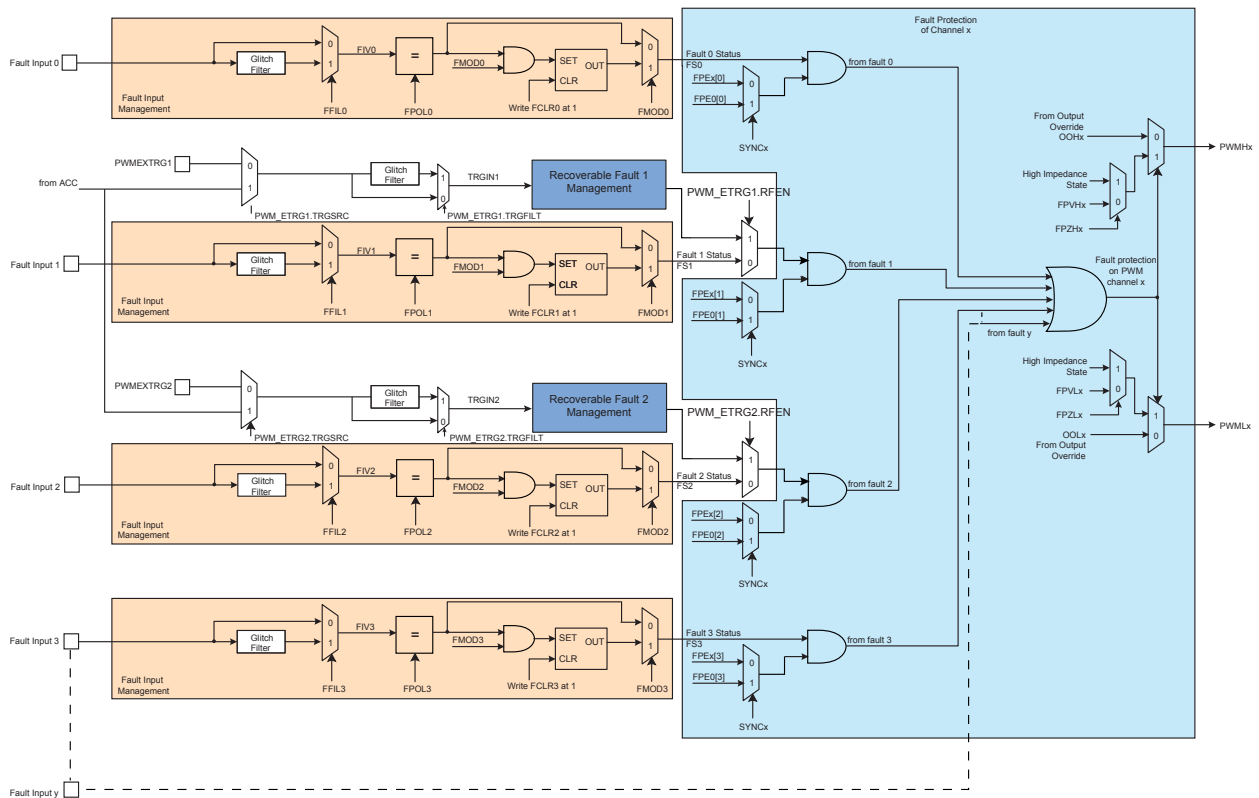 Fault Protection
of Channel x
Fault Input 0
Glitch
Filter
0
1
FIV0
=
FMOD0
SET
OUT
CLR
0
1
Fault 0 Status
FS0
FPEx[0]
FPE0[0]
0
1
SYNCx
from fault 0
Fault Input
Management
FFIL0
FPOL0
Write FCLR0 at 1
FMOD0
From Output
Override
OOHx
0
1
PWMHx
High Impedance
State
FPVHx
1
0
FPZHx
PWMEXTRG1
from ACC
0
1
PWM_ETRG1.TRGSRC
Glitch
Filter
1
0
TRGIN1
PWM_ETRG1.TRGFILT
Recoverable Fault 1
Management
PWM_ETRG1.RFEN
1
0
Fault Input 1
Glitch
Filter
0
1
FIV1
=
FMOD1
SET
OUT
CLR
0
1
Fault 1 Status
FS1
FPEx[1]
FPE0[1]
0
1
SYNCx
from fault 1
Fault Input
Management
FFIL1
FPOL1
Write FCLR1 at 1
FMOD1
Fault protection
on PWM
channel x
from fault y
PWMEXTRG2
0
1
PWM_ETRG2.TRGSRC
Glitch
Filter
1
0
TRGIN2
PWM_ETRG2.TRGFILT
Recoverable Fault 2
Management
PWM_ETRG2.RFEN
1
0
High Impedance
State
FPVLx
1
0
FPZLx
OOLx
From Output
Override
1
0
PWMLx
Fault Input 2
Glitch
Filter
0
1
FIV2
=
FMOD2
SET
OUT
CLR
0
1
Fault 2 Status
FS2
FPEx[2]
FPE0[2]
0
1
SYNCx
from fault 2
Fault Input
Management
FFIL2
FPOL2
Write FCLR2 at 1
FMOD2
Fault Input 3
Glitch
Filter
0
1
FIV3
=
FMOD3
SET
OUT
CLR
0
1
Fault 3 Status
FS3
FPEx[3]
FPE0[3]
0
1
SYNCx
from fault 3
Fault Input
Management
FFIL3
FPOL3
Write FCLR3 at 1
FMOD3
Fault Input y